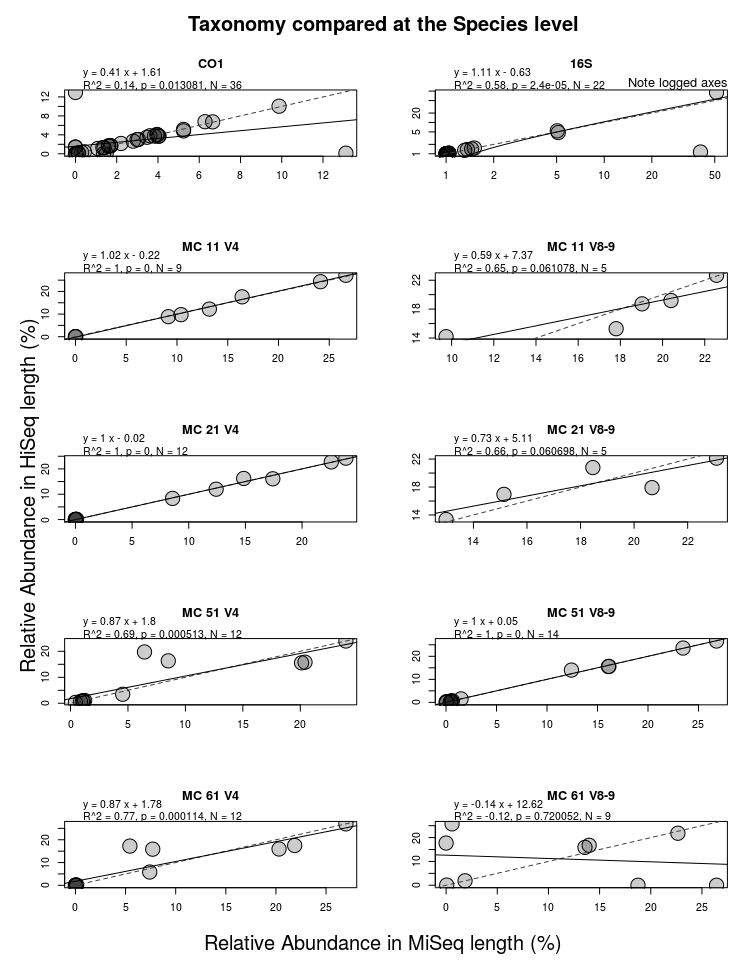 Taxonomy compared at the Species level
CO1
y = 0.41 x + 1.61
R^2 = 0.14, p = 0.013081, N = 36
0 4 8 12
0 2 4 6 8 10 12
16S
y = 1.11 x - 0.63
R^2 = 0.58, p = 2.4e-05, N = 22
Note logged axes
1 5 20
1 2 5 10 20 50
MC 11 V4
y = 1.02 x - 0.22
R^2 = 1, p = 0, N = 9
0 10 20
0 5 10 15 20 25
MC 11 V8-9
y = 0.59 x + 7.37
R^2 = 0.65, p = 0.061078, N = 5
14 18 22
10 12 14 16 18 20 22
MC 21 V4
y = 1 x - 0.02
R^2 = 1, p = 0, N = 12
0 10 20
0 5 10 15 20
MC 21 V8-9
y = 0.73 x + 5.11
R^2 = 0.66, p = 0.060698, N = 5
14 18 22
14 16 18 20 22
MC 51 V4
y = 0.87 x + 1.8
R^2 = 0.69, p = 0.000513, N = 12
0 10 20
0 5 10 15 20
MC 51 V8-9
y = 1 x + 0.05
R^2 = 1, p = 0, N = 14
0 10 20
0 5 10 15 20 25
MC 61 V4
y = 0.87 x + 1.78
R^2 = 0.77, p = 0.000114, N = 12
0 10 20
0 5 10 15 20 25
MC 61 V8-9
y = -0.14 x + 12.62
R^2 = -0.12, p = 0.720052, N = 9
0 10 20
0 5 10 15 20 25
Relative Abundance in HiSeq length (%)
Relative Abundance in MiSeq length (%)